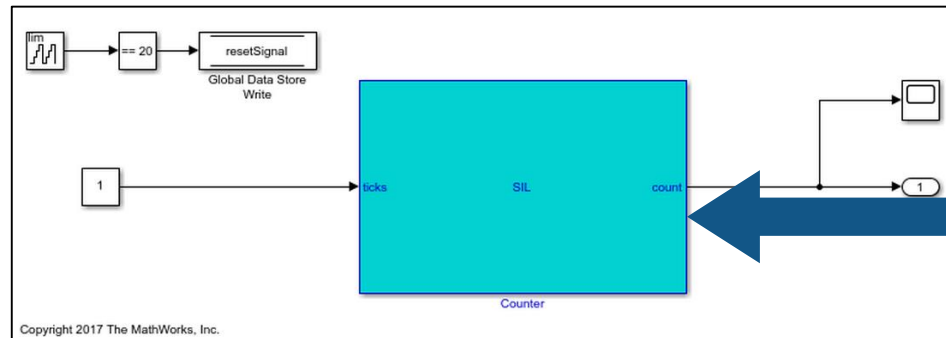 lim
== 20
resetSignal
Global Data Store
Write
1
ticks
SIL
count
1
Counter
Copyright 2017 The MathWorks, Inc.